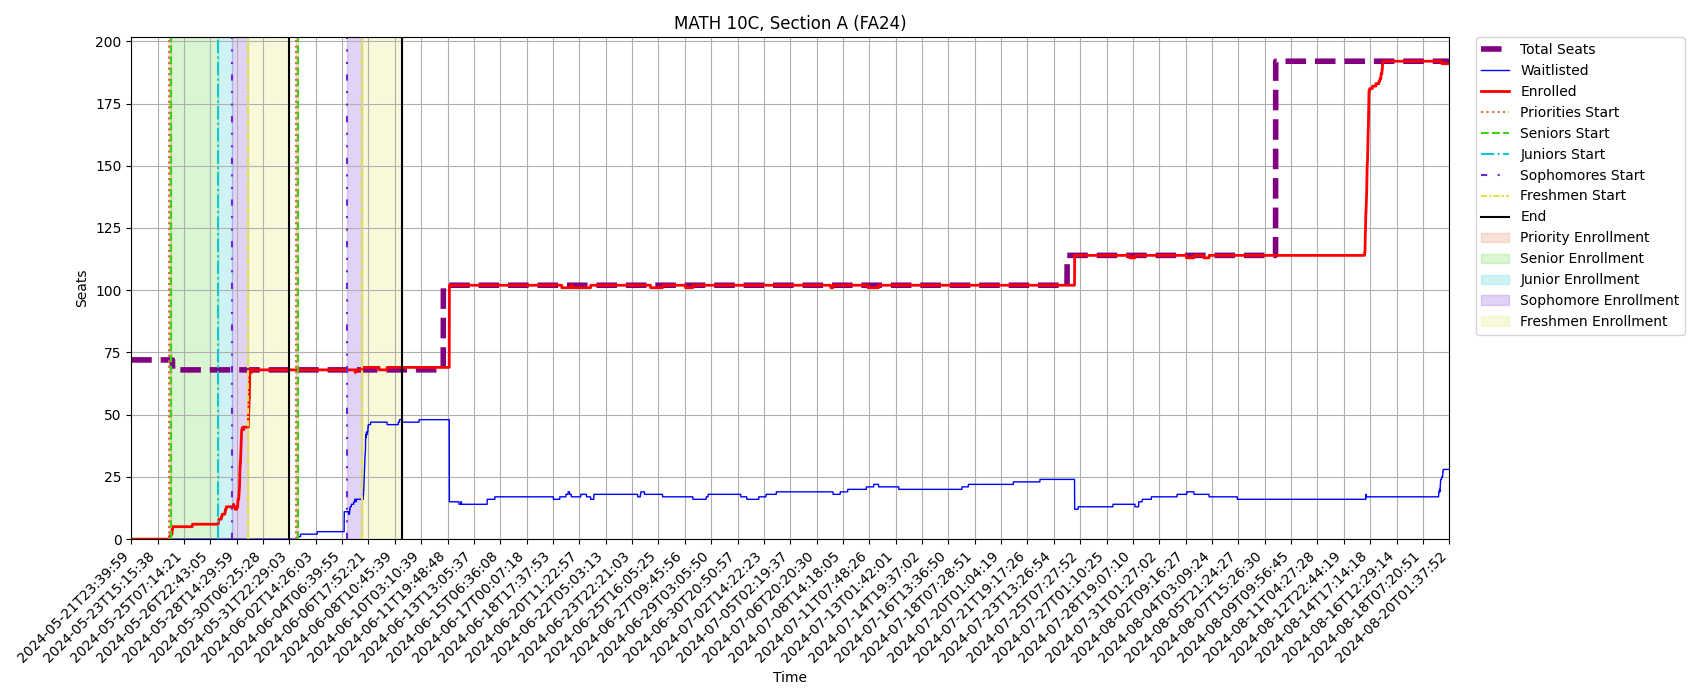 MATH 10C, Section A (FA24)
Seats
200
175
150
125
100
75
50
25
0
2024-05-21T23:39:59
2024-05-23T15:15:38
2024-05-25T07:14:21
2024-05-26T22:43:05
2024-05-28T14:29:59
2024-05-30T06:25:28
2024-05-31T22:29:03
2024-06-02T14:26:03
2024-06-04T06:39:55
2024-06-06T17:52:21
2024-06-08T10:45:39
2024-06-10T03:10:39
2024-06-11T19:48:48
2024-06-13T13:05:37
2024-06-15T06:36:08
2024-06-17T00:07:18
2024-06-18T17:37:53
2024-06-20T11:22:57
2024-06-22T05:03:13
2024-06-23T22:21:03
2024-06-25T16:05:25
2024-06-27T09:45:56
2024-06-29T03:05:50
2024-06-30T20:50:57
2024-07-02T14:22:23
2024-07-05T02:19:37
2024-07-06T20:20:30
2024-07-08T14:18:05
2024-07-11T07:48:26
2024-07-13T01:42:01
2024-07-14T19:37:02
2024-07-16T13:36:50
2024-07-18T07:28:51
2024-07-20T01:04:19
2024-07-21T19:17:26
2024-07-23T13:26:54
2024-07-25T07:27:52
2024-07-27T01:10:25
2024-07-28T19:07:10
2024-07-31T01:27:02
2024-08-02T09:16:27
2024-08-04T03:09:24
2024-08-05T21:24:27
2024-08-07T15:26:30
2024-08-09T09:56:45
2024-08-11T04:27:28
2024-08-12T22:44:19
2024-08-14T17:14:18
2024-08-16T12:29:14
2024-08-18T07:20:51
2024-08-20T01:37:52
Time
Total Seats
Waitlisted
Enrolled
Priorities Start
Seniors Start
Juniors Start
Sophomores Start
Freshmen Start
End
Priority Enrollment
Senior Enrollment
Junior Enrollment
Sophomore Enrollment
Freshmen Enrollment